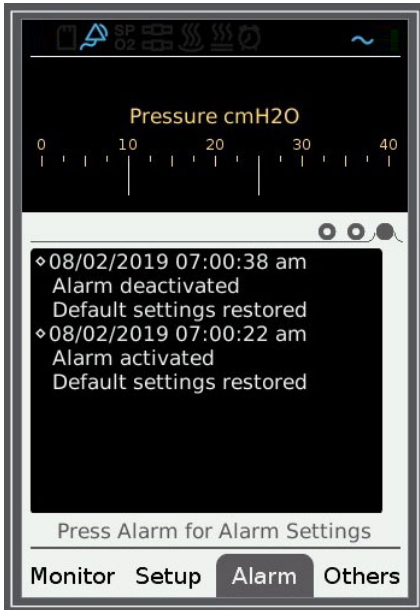 SP
O2
Pressure cmH2O
0 10 20 30 40
08/02/2019 07:00:38 am
Alarm deactivated
Default settings restored
08/02/2019 07:00:22 am
Alarm activated
Default settings restored
Press Alarm for Alarm Settings
Monitor Setup Alarm Others